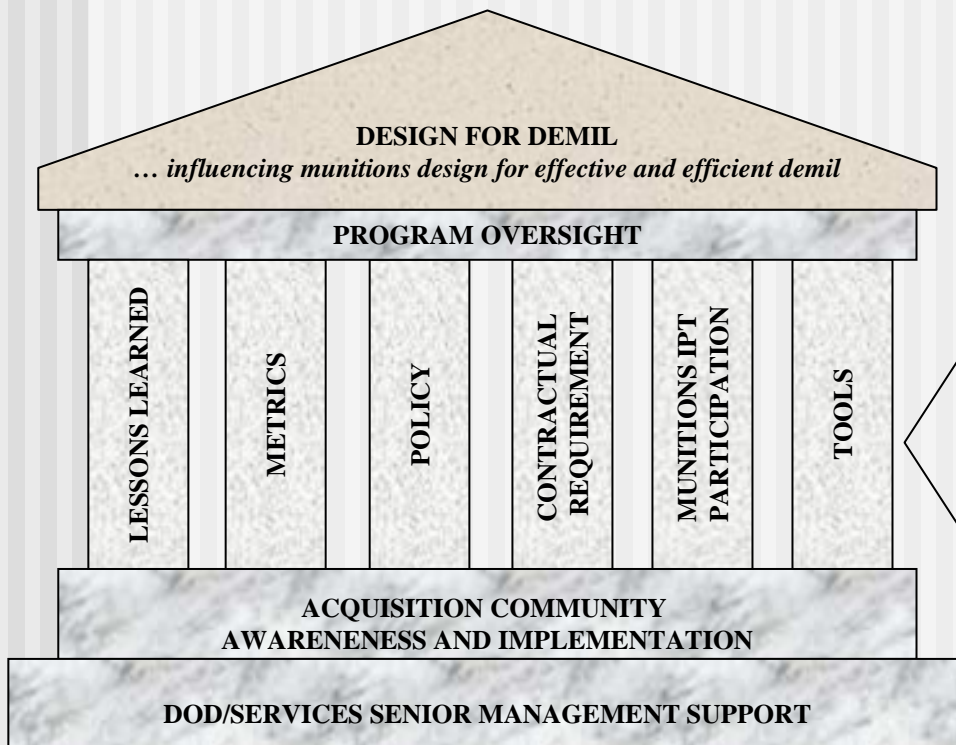 DESIGN FOR DEMIL
… influencing munitions design for effective and efficient demil
PROGRAM OVERSIGHT
LESSONS LEARNED
METRICS
POLICY
CONTRACTUAL
REQUIREMENT
MUNITIONS IPT
PARTICIPATION
TOOLS
ACQUISITION COMMUNITY
AWARENENESS AND IMPLEMENTATION
DOD/SERVICES SENIOR MANAGEMENT SUPPORT